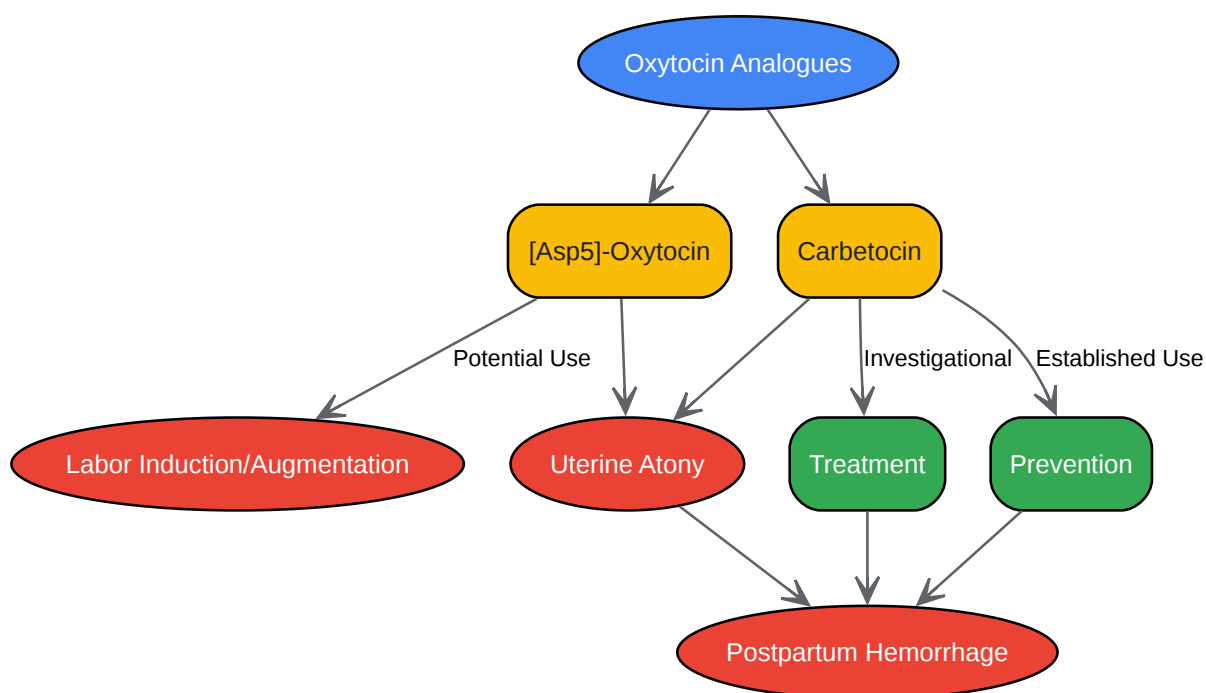 Oxytocin Analogues
[Asp5]-Oxytocin
Carbetocin
Potential Use
Investigational
Established Use
Labor Induction/Augmentation
Uterine Atony
Treatment
Prevention
Postpartum Hemorrhage